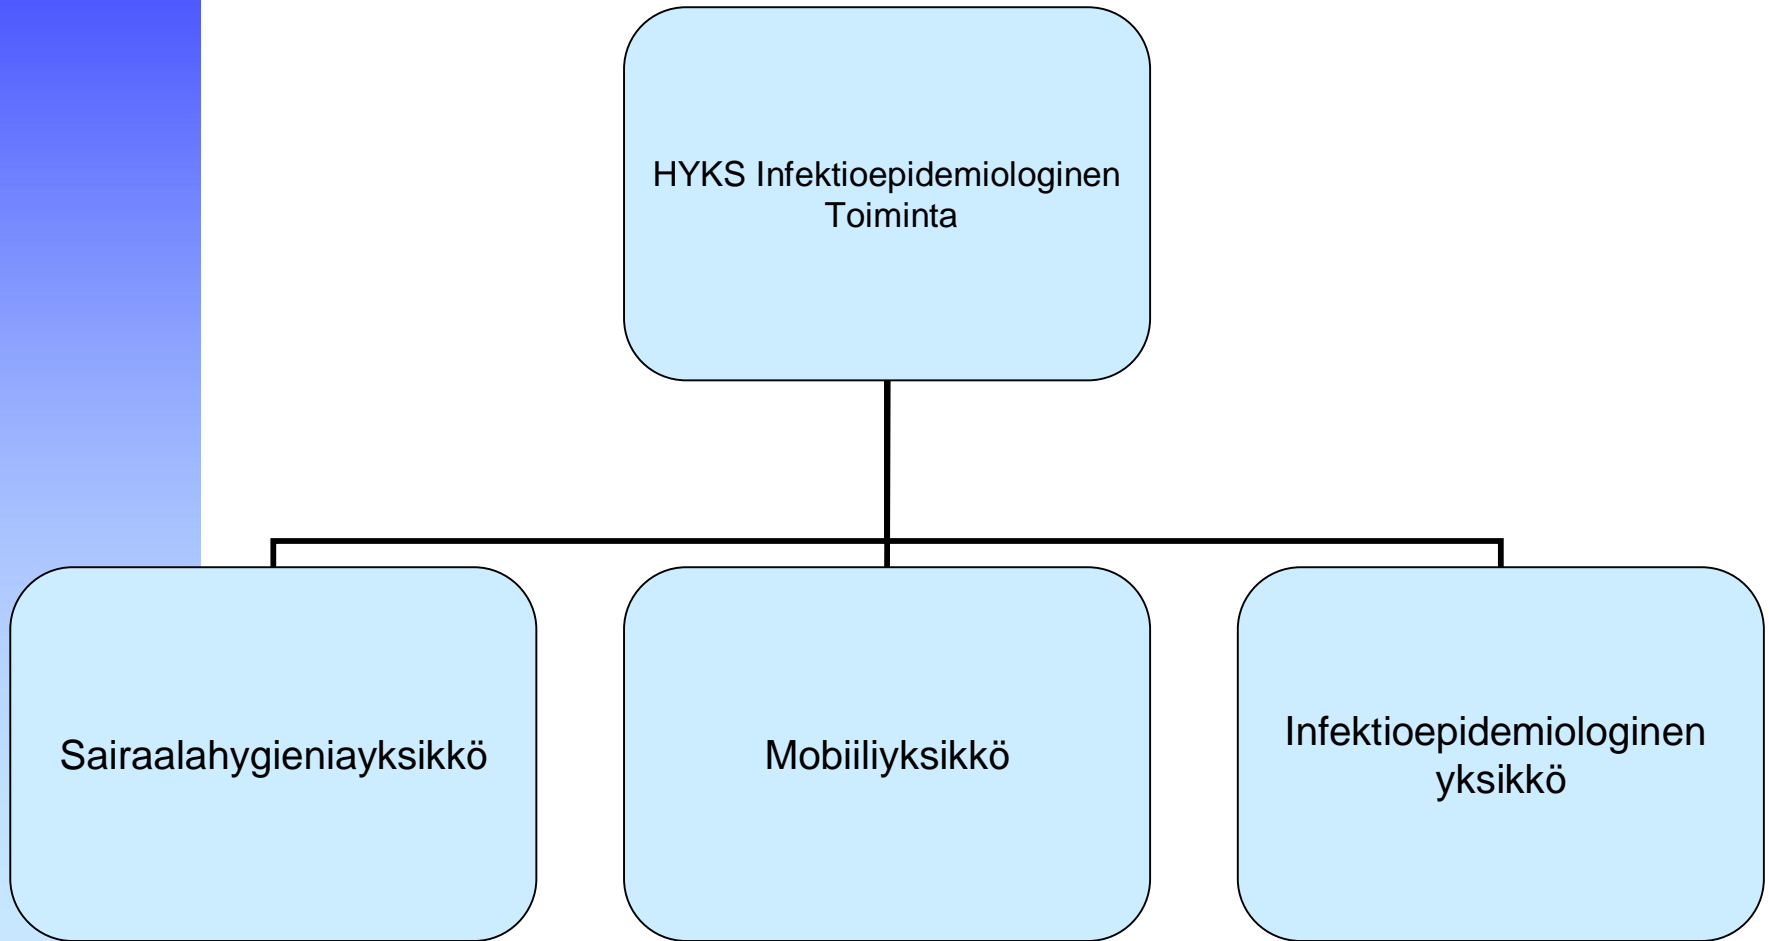 HYKS Infektioepidemiologinen
Toiminta
Sairaalahygieniayksikkö
Mobiiliyksikkö
Infektioepidemiologinen
yksikkö